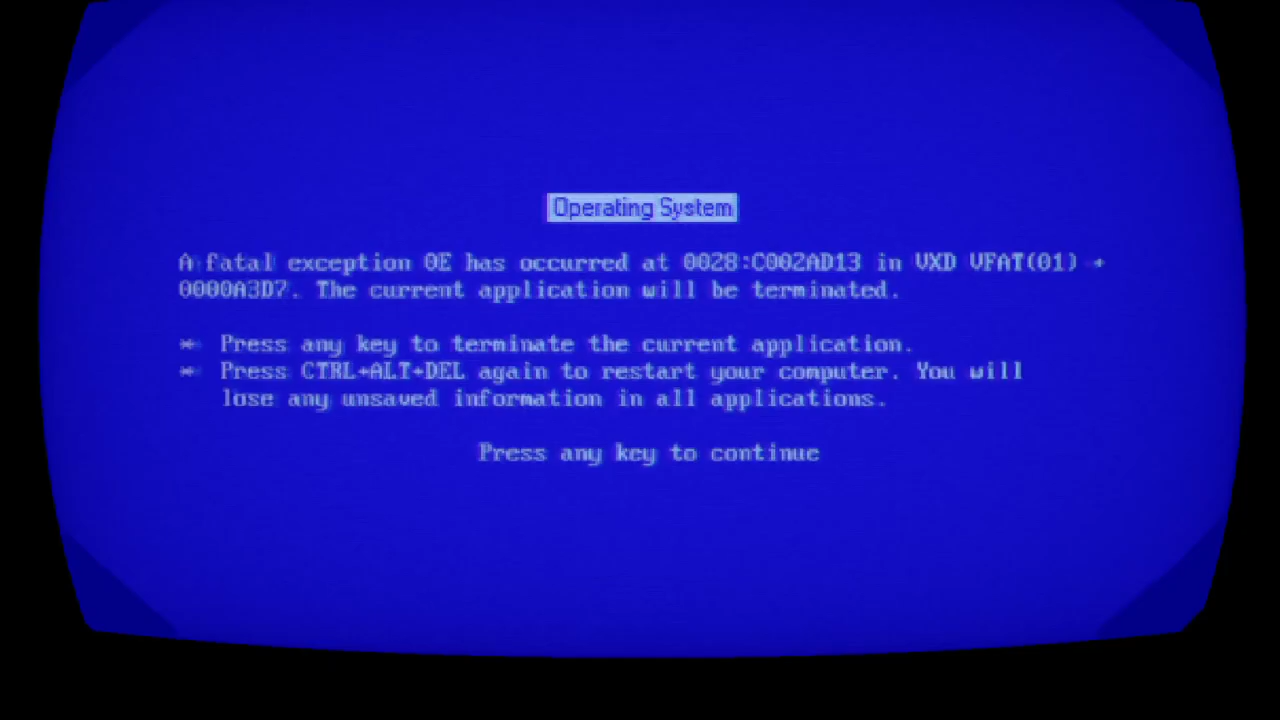 Operating System
A fatal exception 0E has occurred at 0028:C002AD13 in VXD VFAT(01) +
0000A3D7. The current application will be terminated.
* Press any key to terminate the current application.
* Press CTRL+ALT+DEL again to restart your computer. You will
lose any unsaved information in all applications.
Press any key to continue